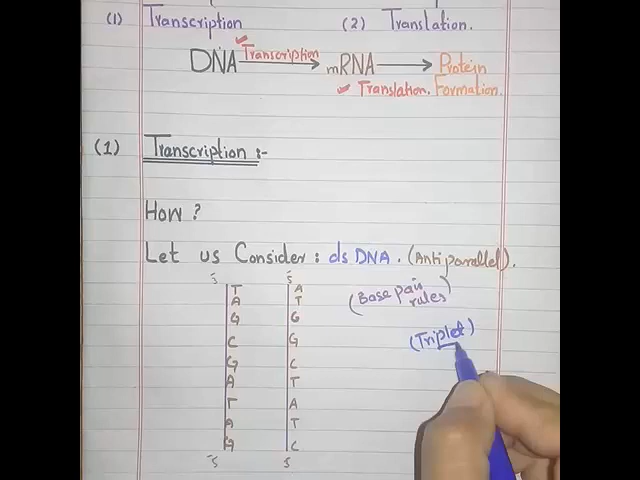 (1) Transcription (2) Translation.
DNA Transcription mRNA Protein
Translation. Formation.
(1) Transcription :-
How ?
Let us Consider : ds DNA. (Antiparallel).
T A
A T
G G
C G
G C
A T
T A
A T
A C
(Base pair rules)
(Triplet)